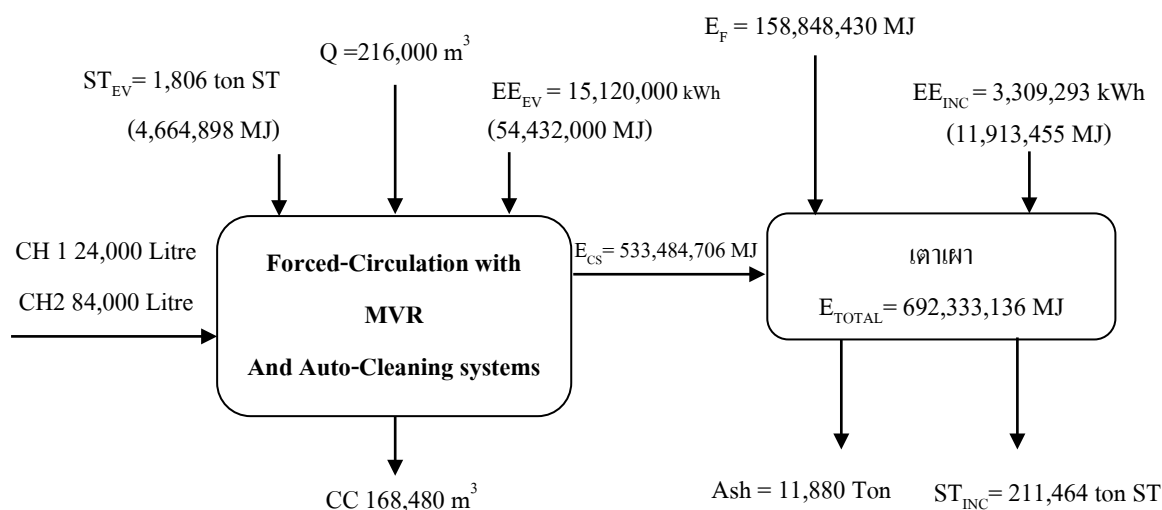 E_F = 158,848,430 MJ
Q =216,000 m³
ST_EV= 1,806 ton ST
(4,664,898 MJ)
EE_EV = 15,120,000 kWh
(54,432,000 MJ)
EE_INC = 3,309,293 kWh
(11,913,455 MJ)
CH 1 24,000 Litre
CH2 84,000 Litre
Forced-Circulation with
MVR
And Auto-Cleaning systems
E_CS= 533,484,706 MJ
เตาเผา
E_TOTAL= 692,333,136 MJ
CC 168,480 m³
Ash = 11,880 Ton
ST_INC= 211,464 ton ST